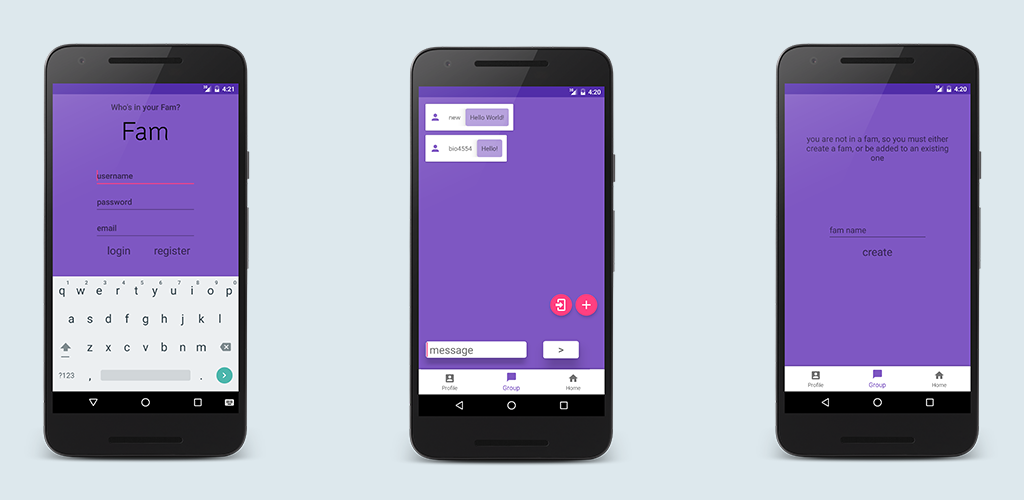 4:21
Who's in your Fam?
Fam
username
password
email
login register
1 2 3 4 5 6 7 8 9 0
q w e r t y u i o p
a s d f g h j k l
z x c v b n m
?123 , .
4:20
new Hello World!
bio4554 Hello!
+
message >
Profile Group Home
4:20
you are not in a fam, so you must either
create a fam, or be added to an existing
one
fam name
create
Profile Group Home